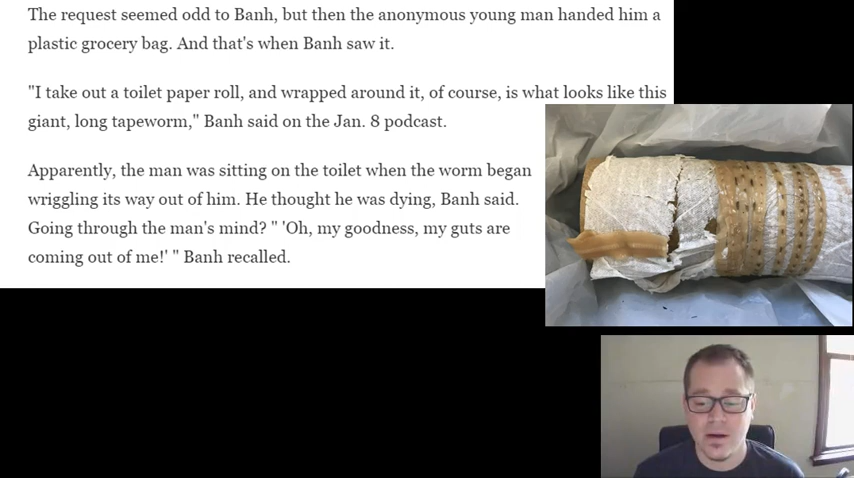 The request seemed odd to Banh, but then the anonymous young man handed him a
plastic grocery bag. And that's when Banh saw it.
"I take out a toilet paper roll, and wrapped around it, of course, is what looks like this
giant, long tapeworm," Banh said on the Jan. 8 podcast.
Apparently, the man was sitting on the toilet when the worm began
wriggling its way out of him. He thought he was dying, Banh said.
Going through the man's mind? " 'Oh, my goodness, my guts are
coming out of me!' " Banh recalled.